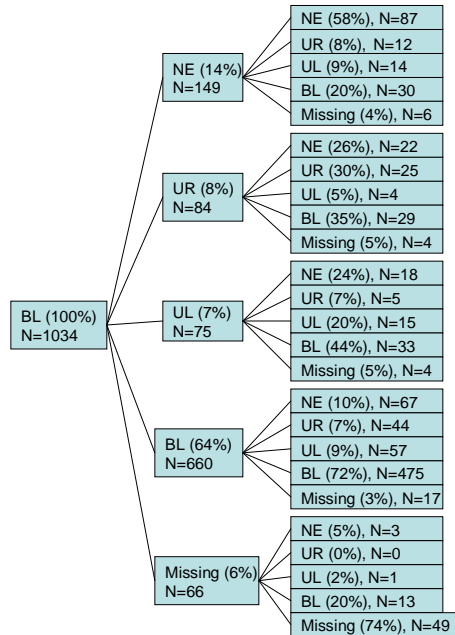 BL (100%)
N=1034
NE (14%)
N=149
NE (58%), N=87
UR (8%), N=12
UL (9%), N=14
BL (20%), N=30
Missing (4%), N=6
UR (8%)
N=84
NE (26%), N=22
UR (30%), N=25
UL (5%), N=4
BL (35%), N=29
Missing (5%), N=4
UL (7%)
N=75
NE (24%), N=18
UR (7%), N=5
UL (20%), N=15
BL (44%), N=33
Missing (5%), N=4
BL (64%)
N=660
NE (10%), N=67
UR (7%), N=44
UL (9%), N=57
BL (72%), N=475
Missing (3%), N=17
Missing (6%)
N=66
NE (5%), N=3
UR (0%), N=0
UL (2%), N=1
BL (20%), N=13
Missing (74%), N=49